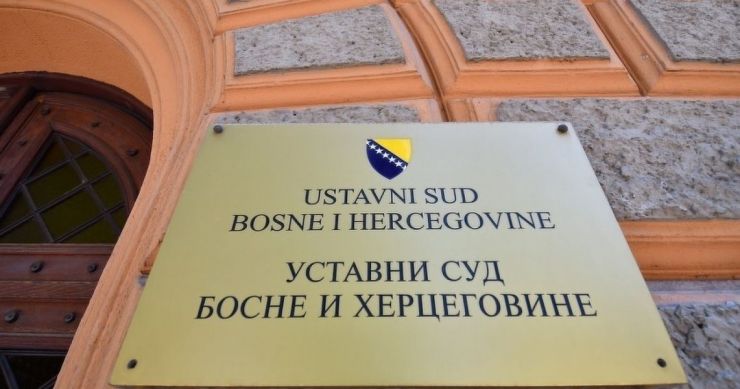 USTAVNI SUD
BOSNE I HERCEGOVINE
УСТАВНИ СУД
БОСНЕ И ХЕРЦЕГОВИНЕ